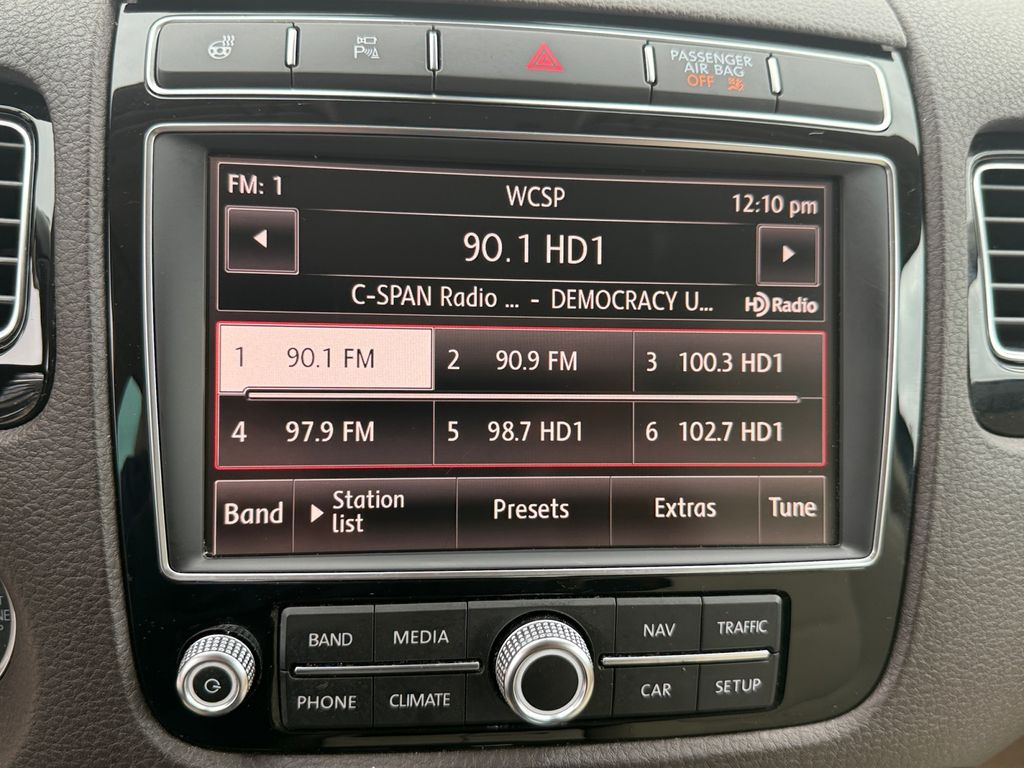 PASSENGER
AIR BAG
OFF
FM: 1
WCSP
12:10 pm
90.1 HD1
C-SPAN Radio ... - DEMOCRACY U...
HD Radio
1 90.1 FM
2 90.9 FM
3 100.3 HD1
4 97.9 FM
5 98.7 HD1
6 102.7 HD1
Band
Station
list
Presets
Extras
Tune
BAND
MEDIA
NAV
TRAFFIC
PHONE
CLIMATE
CAR
SETUP